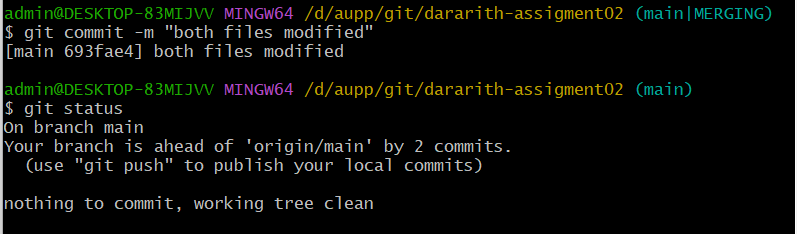 admin@DESKTOP-83MIJVV MINGW64 /d/aupp/git/dararith-assigment02 (main|MERGING)
$ git commit -m "both files modified"
[main 693fae4] both files modified
admin@DESKTOP-83MIJVV MINGW64 /d/aupp/git/dararith-assigment02 (main)
$ git status
On branch main
Your branch is ahead of 'origin/main' by 2 commits.
  (use "git push" to publish your local commits)
nothing to commit, working tree clean